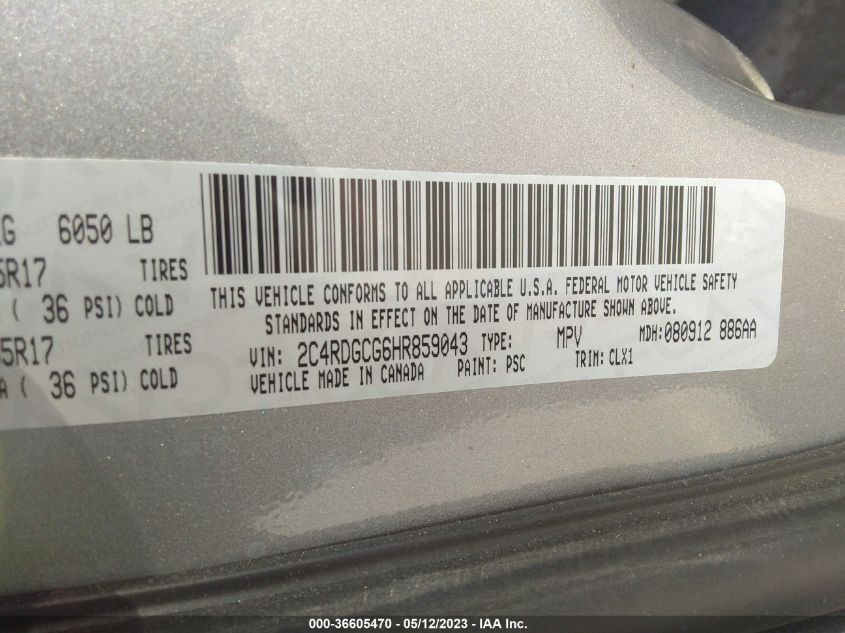 6050 LB
5R17 TIRES
( 36 PSI) COLD
5R17 TIRES
A ( 36 PSI) COLD
THIS VEHICLE CONFORMS TO ALL APPLICABLE U.S.A. FEDERAL MOTOR VEHICLE SAFETY
STANDARDS IN EFFECT ON THE DATE OF MANUFACTURE SHOWN ABOVE.
VIN: 2C4RDGCG6HR859043 TYPE: MPV MDH:080912 886AA
VEHICLE MADE IN CANADA PAINT: PSC TRIM: CLX1
000-36605470 - 05/12/2023 - IAA Inc.